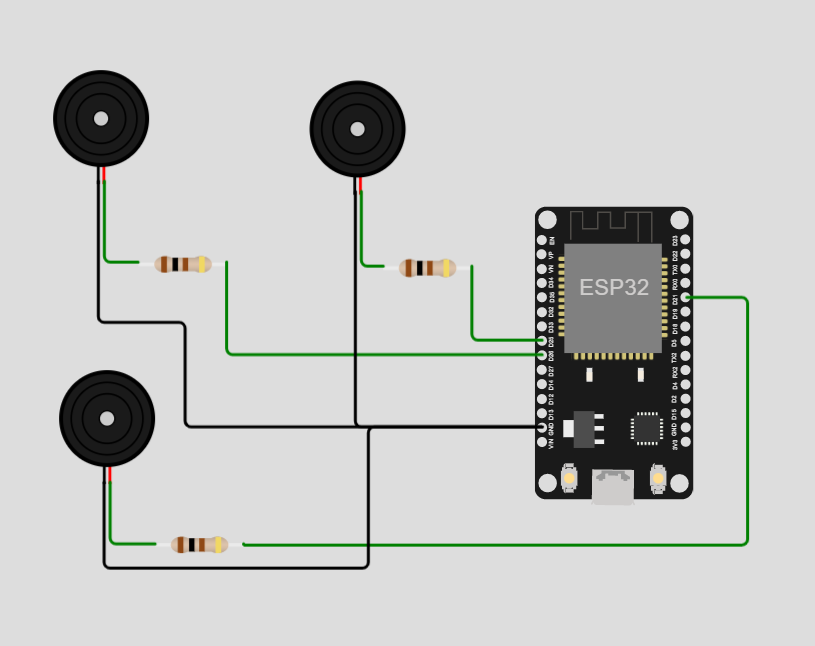 ESP32
EN
VP
VN
D34
D35
D32
D33
D25
D26
D27
D14
D12
D13
GND
VIN
D23
D22
TX0
RX0
D21
D19
D18
D5
TX2
RX2
D4
D2
D15
GND
3V3